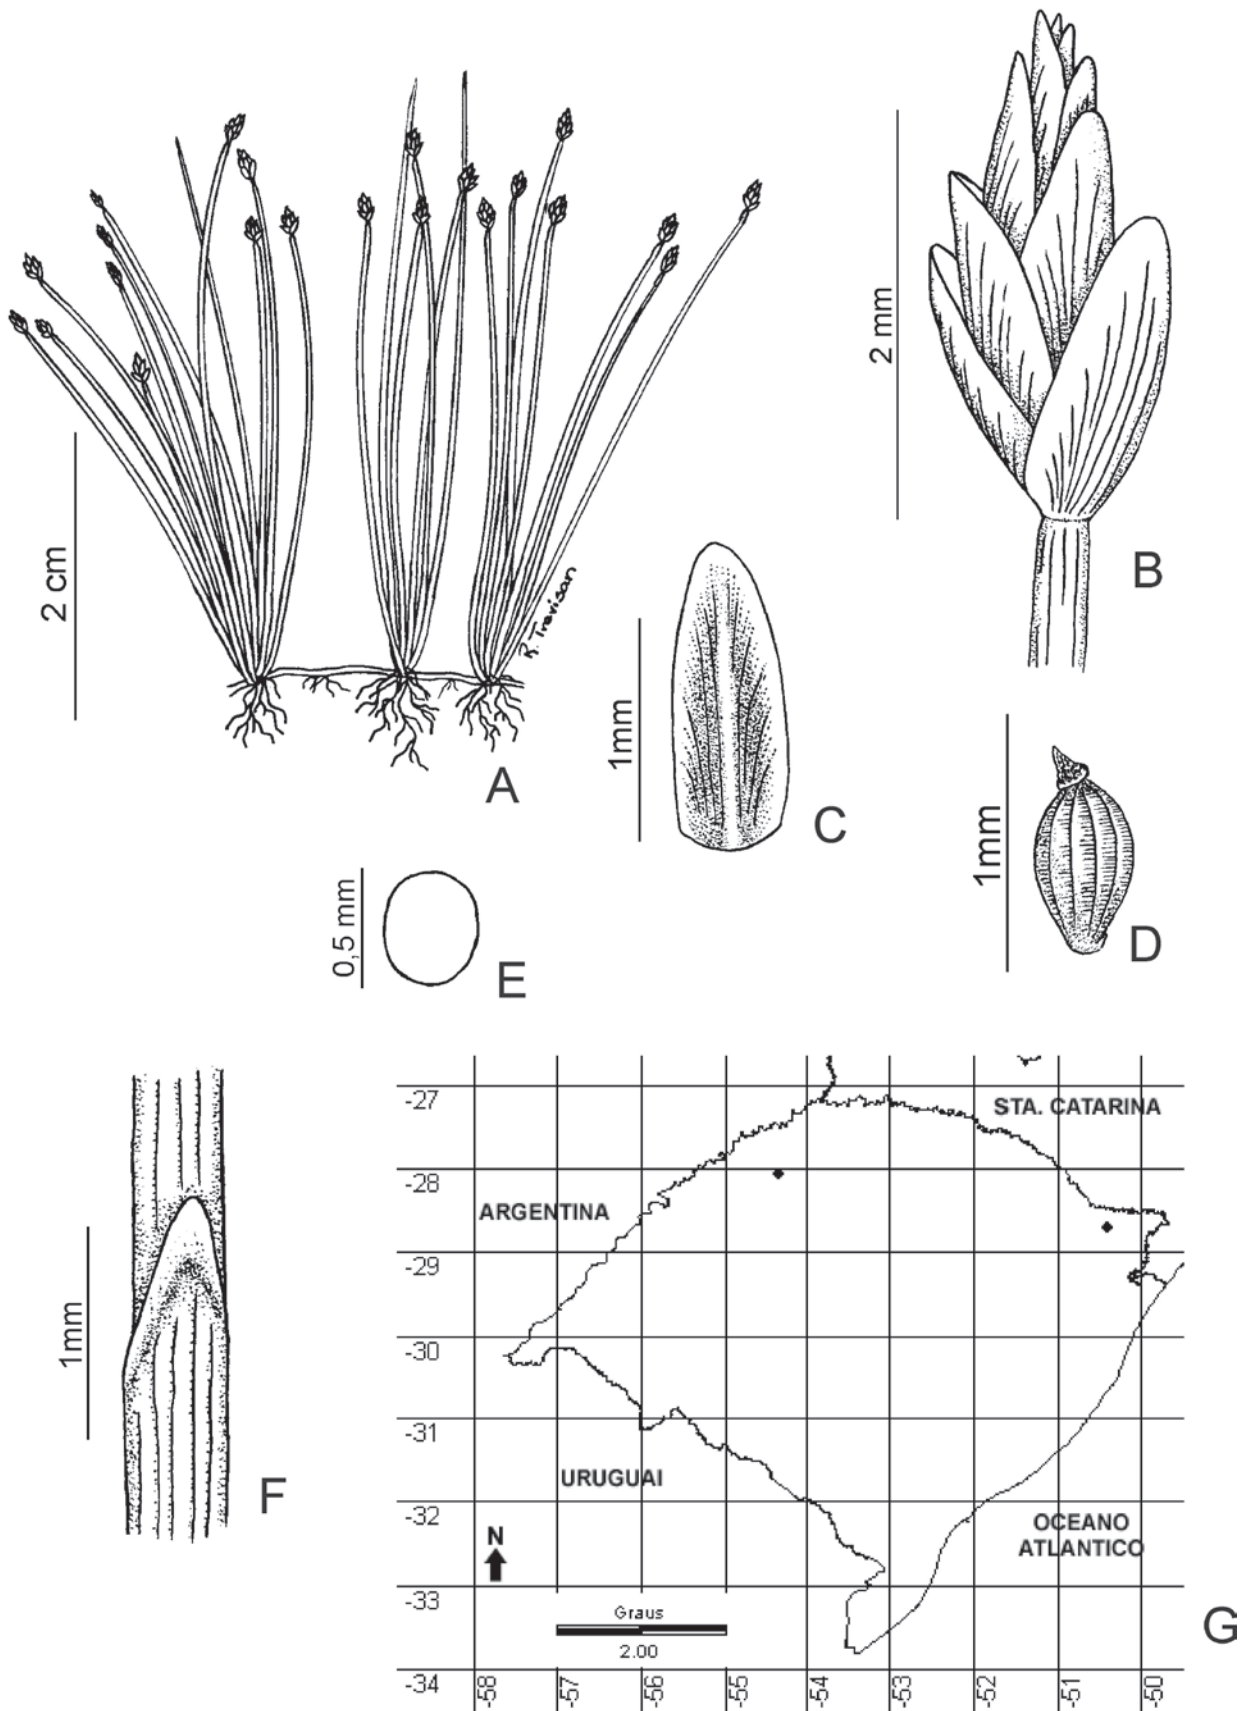 2 cm
R. Trevisan
A
2 mm
B
1mm
C
1mm
D
0,5 mm
E
1mm
F
-27
-28
-29
-30
-31
-32
-33
-34
STA. CATARINA
ARGENTINA
URUGUAI
OCEANO
ATLANTICO
N
Graus
2.00
-58
-57
-56
-55
-54
-53
-52
-51
-50
G